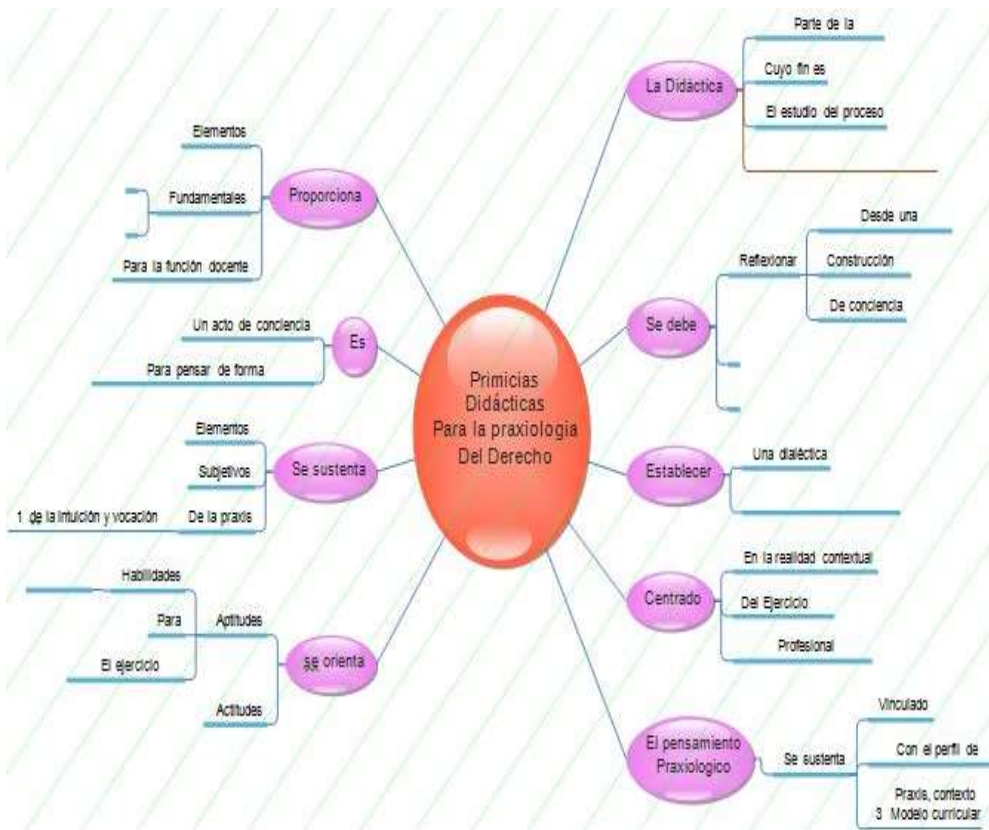 Primicias
Didácticas
Para la praxiologia
Del Derecho
La Didáctica
Parte de la
Cuyo fin es
El estudio del proceso
Se debe
Reflexionar
Desde una
Construcción
De conciencia
Establecer
Una dialéctica
Centrado
En la realidad contextual
Del Ejercicio
Profesional
El pensamiento
Praxiologico
Se sustenta
Vinculado
Con el perfil de
Praxis, contexto
3 Modelo curricular
Proporciona
Elementos
Fundamentales
Para la función docente
Es
Un acto de conciencia
Para pensar de forma
Se sustenta
Elementos
Subjetivos
De la praxis
1 de la intuición y vocación
se orienta
Aptitudes
Habilidades
Para
El ejercicio
Actitudes